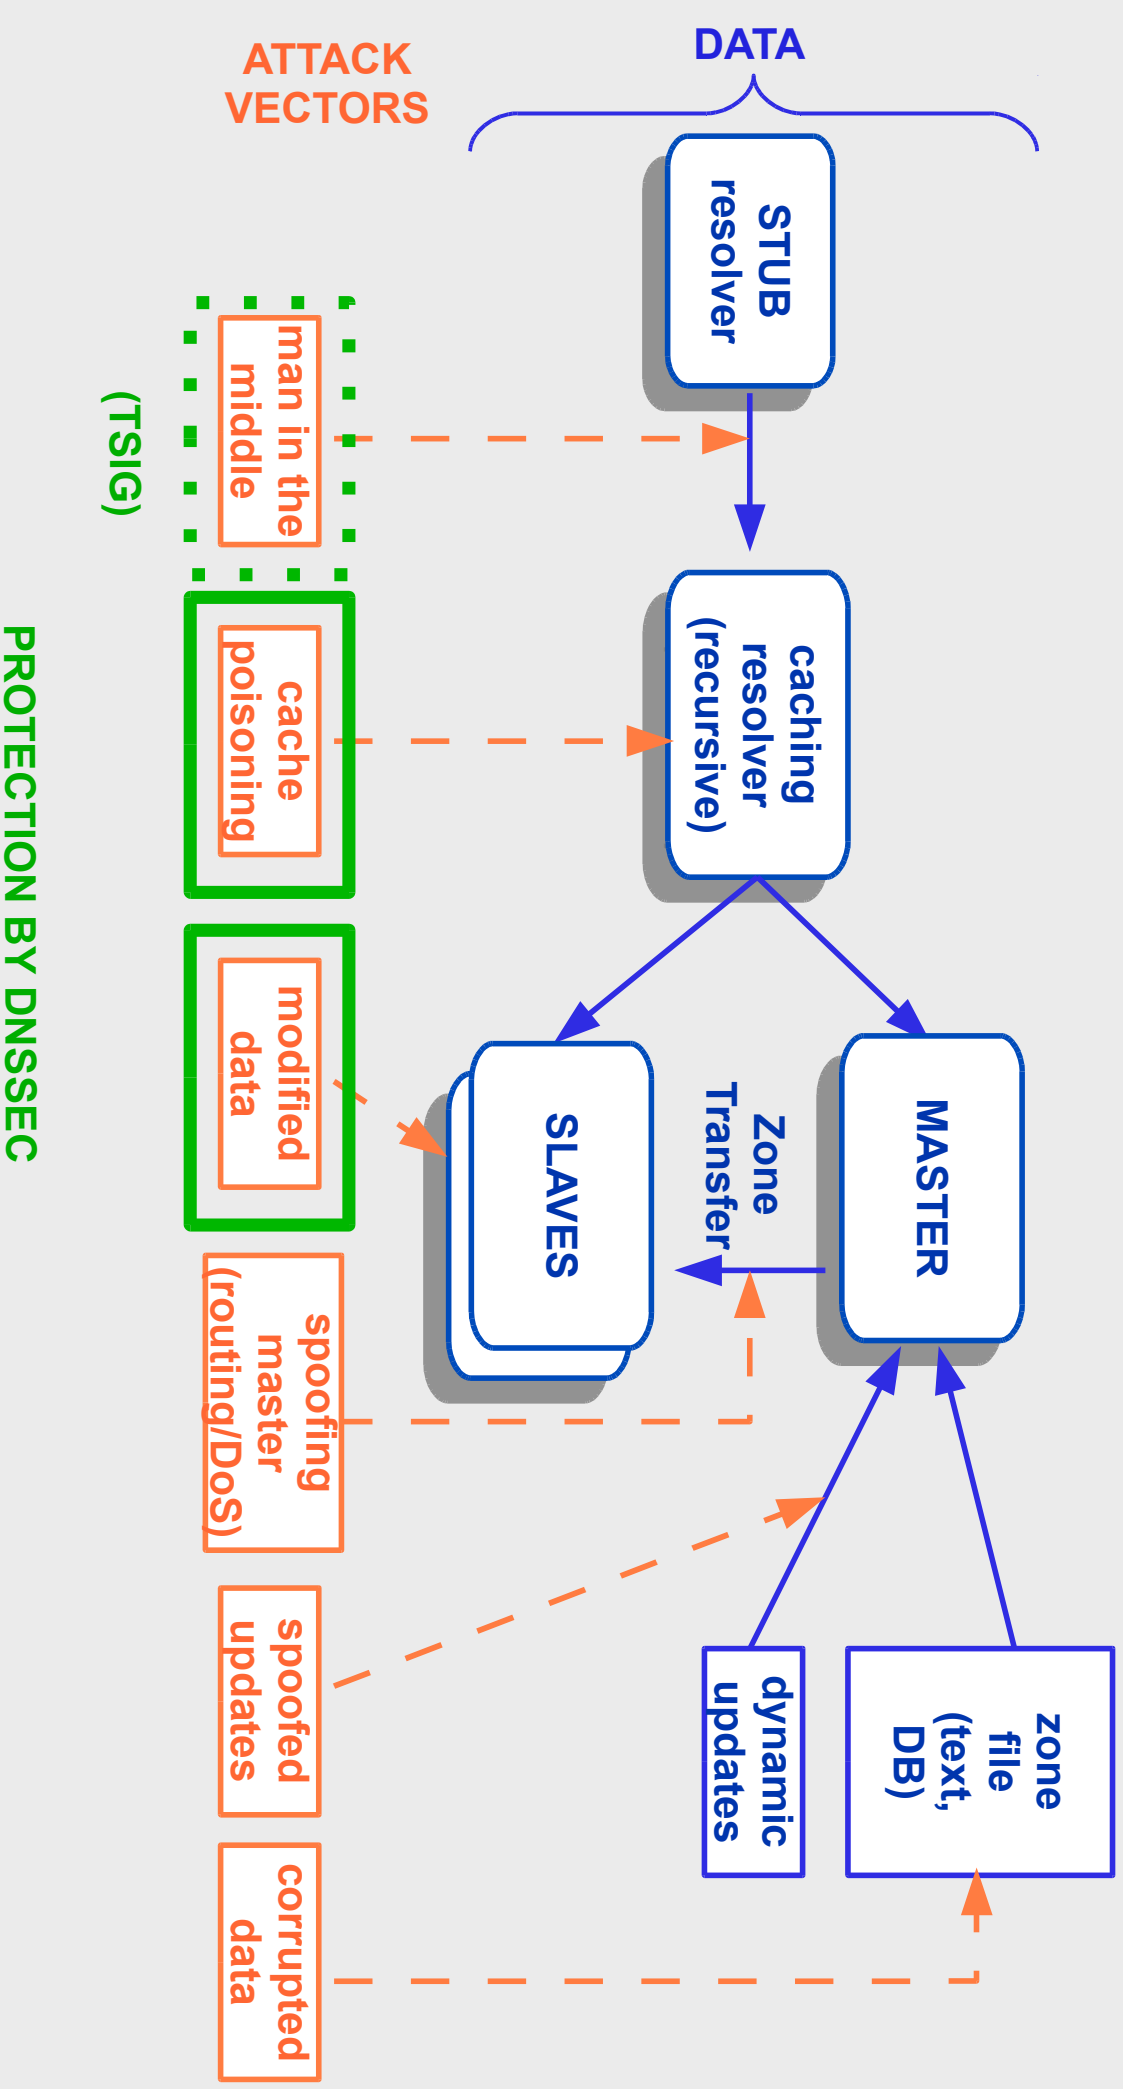 ATTACK
VECTORS
DATA
STUB
resolver
caching
resolver
(recursive)
MASTER
Zone
Transfer
SLAVES
zone
file
(text,
DB)
dynamic
updates
man in the
middle
cache
poisoning
modified
data
spoofing
master
(routing/DoS)
spoofed
updates
corrupted
data
(TSIG)
PROTECTION BY DNSSEC